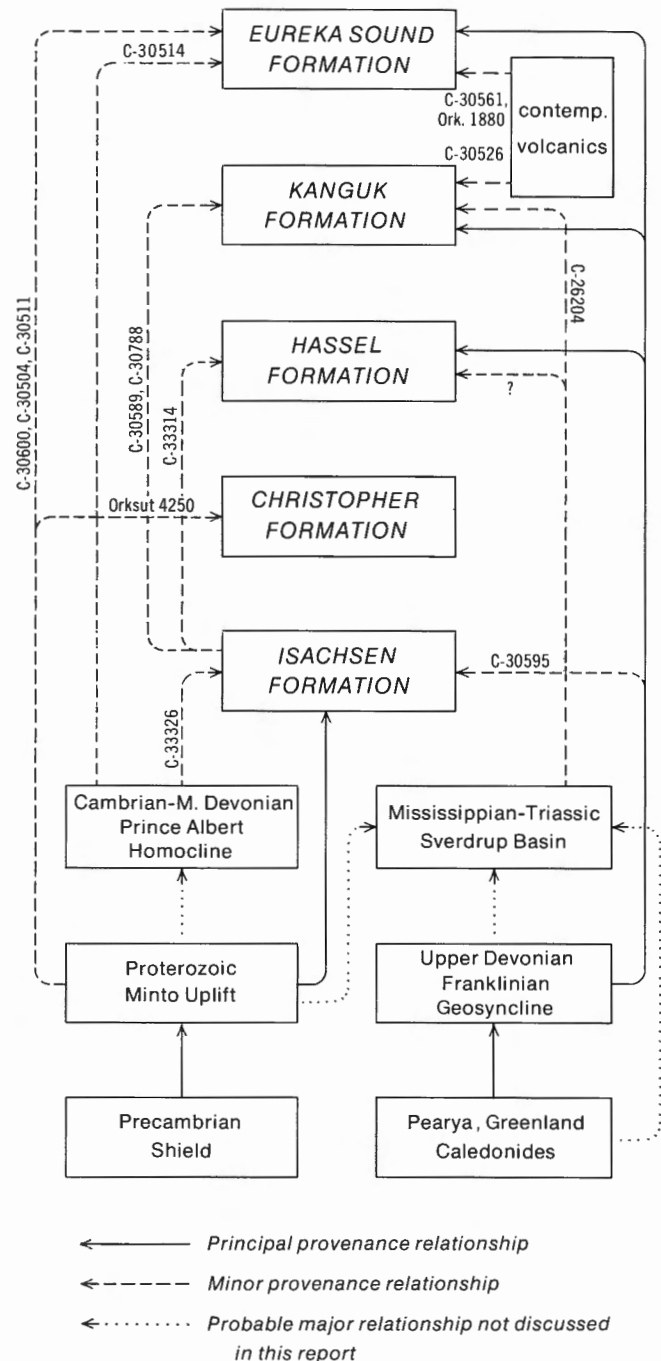 EUREKA SOUND
FORMATION
C-30514
C-30561,
Ork. 1880
contemp.
volcanics
C-30526
KANGUK
FORMATION
C-30600, C-30504, C-30511
C-30589, C-30788
C-33314
C-26204
HASSEL
FORMATION
?
Orksut 4250
CHRISTOPHER
FORMATION
ISACHSEN
FORMATION
C-30595
C-33326
Cambrian-M. Devonian
Prince Albert
Homocline
Mississippian-Triassic
Sverdrup Basin
Proterozoic
Minto Uplift
Upper Devonian
Franklinian
Geosyncline
Precambrian
Shield
Pearya, Greenland
Caledonides
Principal provenance relationship
Minor provenance relationship
Probable major relationship not discussed
in this report